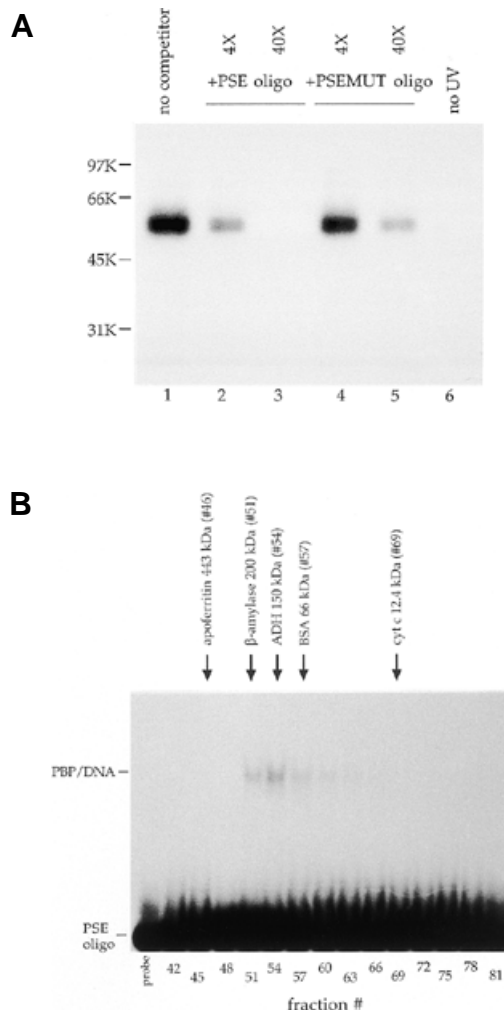 A
no competitor
4X
40X
4X
40X
+PSE oligo
+PSEMUT oligo
no UV
97K
66K
45K
31K
1 2 3 4 5 6
B
apoferritin 443 kDa (#46)
β-amylase 200 kDa (#51)
ADH 150 kDa (#54)
BSA 66 kDa (#57)
cyt c 12.4 kDa (#69)
PBP/DNA
PSE
oligo
probe
42 45 48 51 54 57 60 63 66 69 72 75 78 81
fraction #